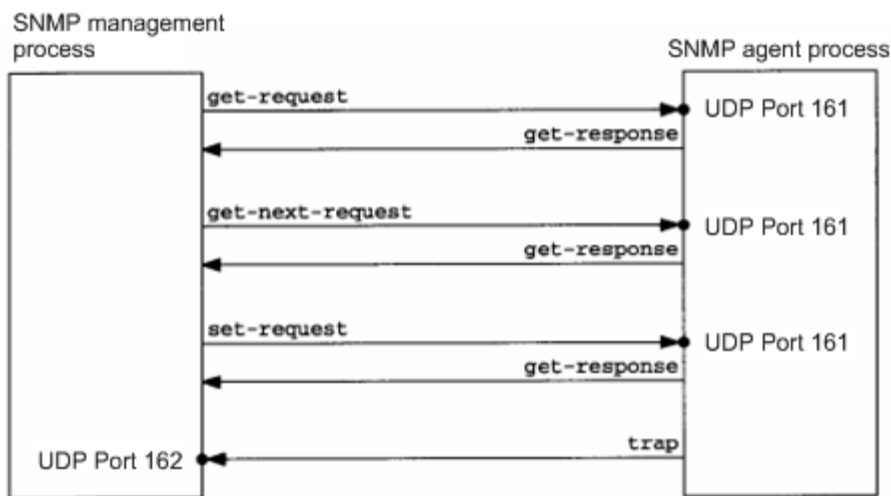 SNMP management
process
SNMP agent process
get-request
UDP Port 161
get-response
get-next-request
UDP Port 161
get-response
set-request
UDP Port 161
get-response
trap
UDP Port 162